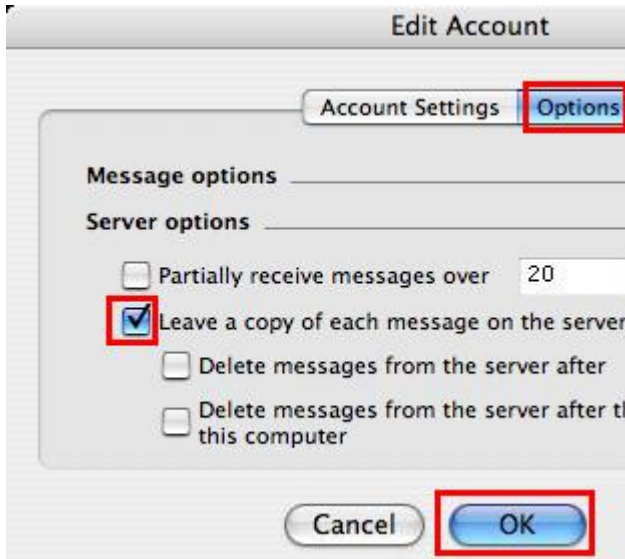 Edit Account
Account Settings Options
Message options
Server options
Partially receive messages over 20
Leave a copy of each message on the server
Delete messages from the server after
Delete messages from the server after
this computer
Cancel OK